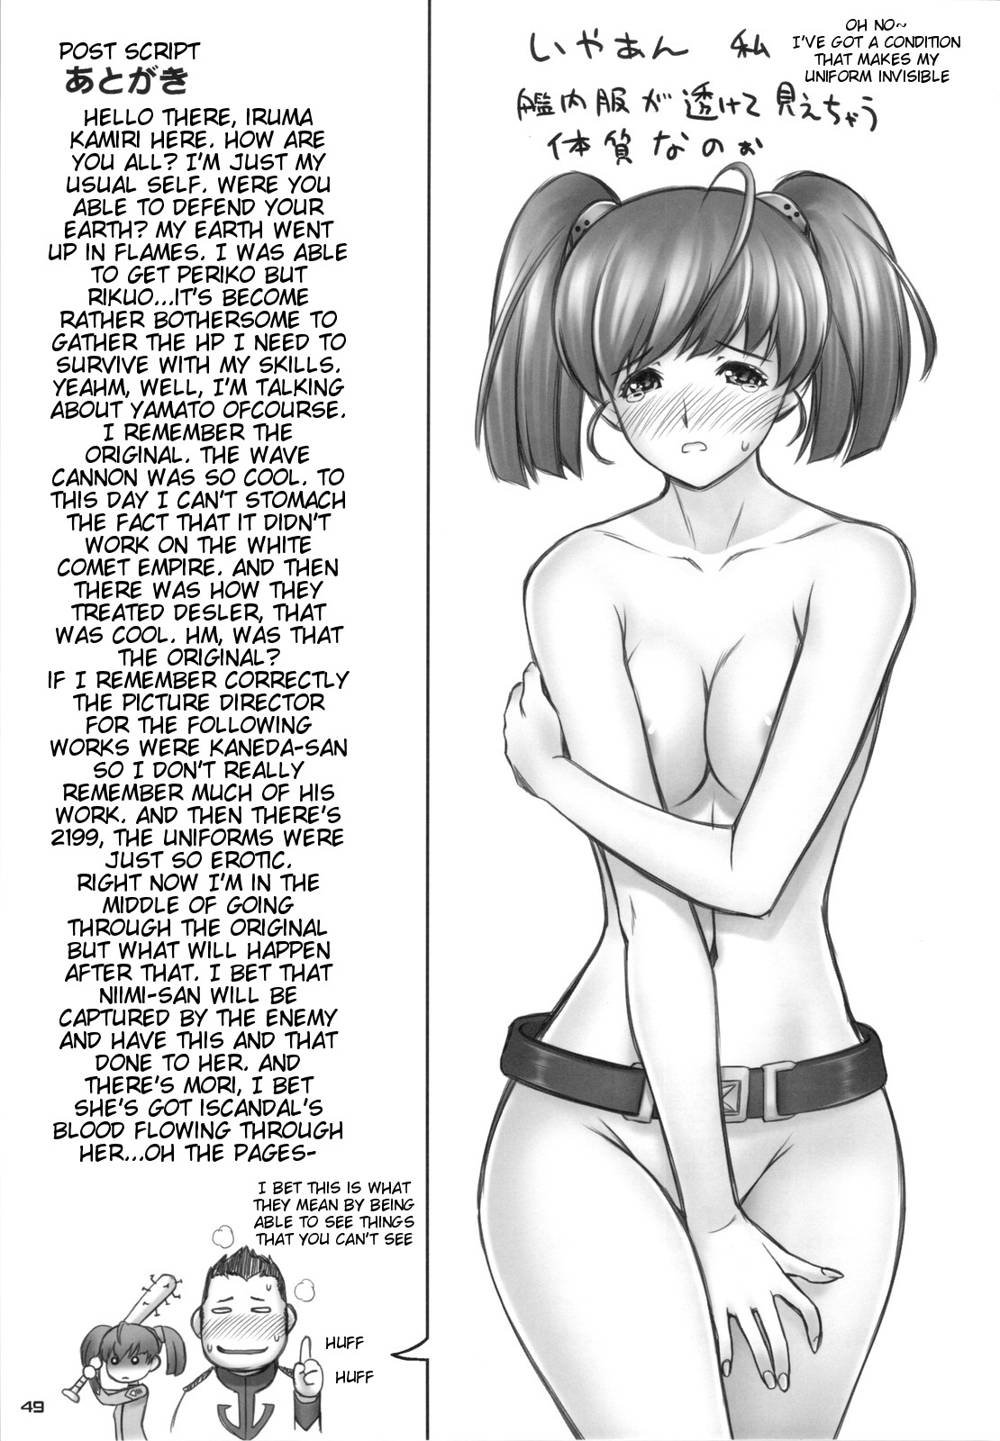 POST SCRIPT
あとがき
HELLO THERE, IRUMA
KAMIRI HERE. HOW ARE
YOU ALL? I'M JUST MY
USUAL SELF. WERE YOU
ABLE TO DEFEND YOUR
EARTH? MY EARTH WENT
UP IN FLAMES. I WAS ABLE
TO GET PERIKO BUT
RIKUO...IT'S BECOME
RATHER BOTHERSOME TO
GATHER THE HP I NEED TO
SURVIVE WITH MY SKILLS.
YEAHM, WELL, I'M TALKING
ABOUT YAMATO OFCOURSE.
I REMEMBER THE
ORIGINAL. THE WAVE
CANNON WAS SO COOL. TO
THIS DAY I CAN'T STOMACH
THE FACT THAT IT DIDN'T
WORK ON THE WHITE
COMET EMPIRE. AND THEN
THERE WAS HOW THEY
TREATED DESLER, THAT
WAS COOL. HM, WAS THAT
THE ORIGINAL?
IF I REMEMBER CORRECTLY
THE PICTURE DIRECTOR
FOR THE FOLLOWING
WORKS WERE KANEDA-SAN
SO I DON'T REALLY
REMEMBER MUCH OF HIS
WORK. AND THEN THERE'S
2199, THE UNIFORMS WERE
JUST SO EROTIC.
RIGHT NOW I'M IN THE
MIDDLE OF GOING
THROUGH THE ORIGINAL
BUT WHAT WILL HAPPEN
AFTER THAT. I BET THAT
NIIMI-SAN WILL BE
CAPTURED BY THE ENEMY
AND HAVE THIS AND THAT
DONE TO HER. AND
THERE'S MORI, I BET
SHE'S GOT ISCANDAL'S
BLOOD FLOWING THROUGH
HER...OH THE PAGES-
I BET THIS IS WHAT
THEY MEAN BY BEING
ABLE TO SEE THINGS
THAT YOU CAN'T SEE
HUFF
HUFF
49
いやぁん 私
艦内服が透けて見えちゃう
体質なのぉ
OH NO~
I'VE GOT A CONDITION
THAT MAKES MY
UNIFORM INVISIBLE